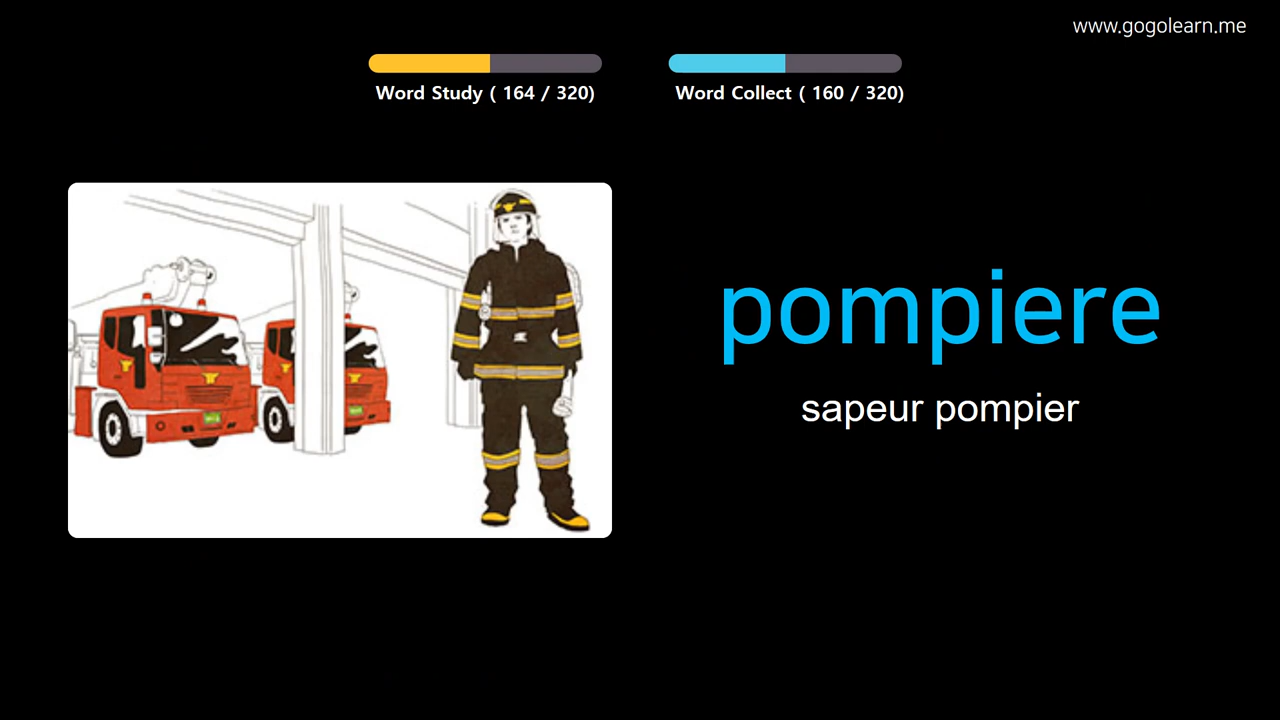 www.gogolearn.me
Word Study ( 164 / 320)
Word Collect ( 160 / 320)
pompiere
sapeur pompier